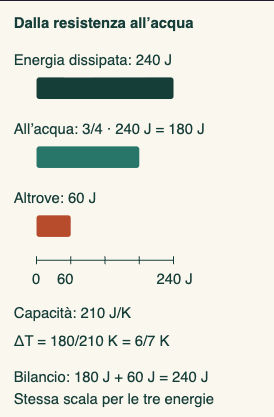 Dalla resistenza all’acqua
Energia dissipata: 240 J
All’acqua: 3/4 · 240 J = 180 J
Altrove: 60 J
0 60 240 J
Capacità: 210 J/K
ΔT = 180/210 K = 6/7 K
Bilancio: 180 J + 60 J = 240 J
Stessa scala per le tre energie